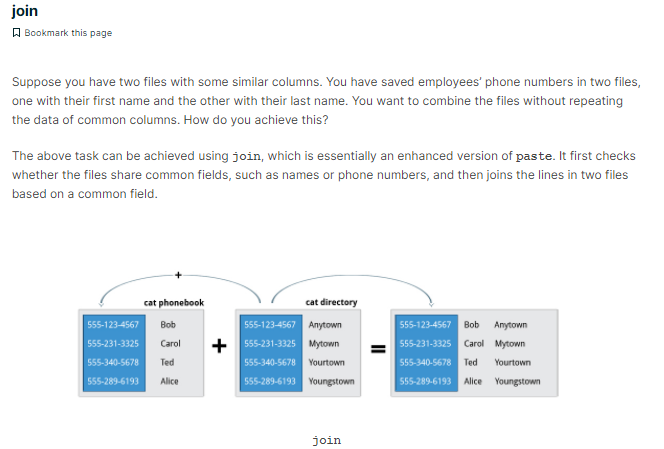 join
Bookmark this page
Suppose you have two files with some similar columns. You have saved employees’ phone numbers in two files,
one with their first name and the other with their last name. You want to combine the files without repeating
the data of common columns. How do you achieve this?
The above task can be achieved using join, which is essentially an enhanced version of paste. It first checks
whether the files share common fields, such as names or phone numbers, and then joins the lines in two files
based on a common field.
+
cat phonebook
555-123-4567 Bob
555-231-3325 Carol
555-340-5678 Ted
555-289-6193 Alice
+
cat directory
555-123-4567 Anytown
555-231-3325 Mytown
555-340-5678 Yourtown
555-289-6193 Youngstown
=
555-123-4567 Bob Anytown
555-231-3325 Carol Mytown
555-340-5678 Ted Yourtown
555-289-6193 Alice Youngstown
join